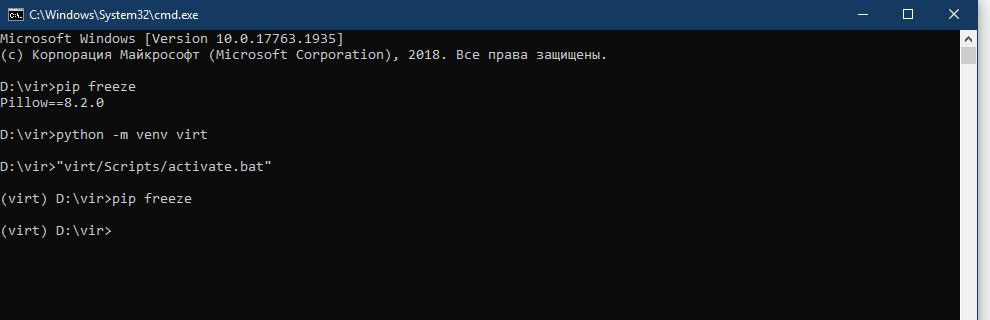 C:\Windows\System32\cmd.exe
Microsoft Windows [Version 10.0.17763.1935]
(c) Корпорация Майкрософт (Microsoft Corporation), 2018. Все права защищены.
D:\vir>pip freeze
Pillow==8.2.0
D:\vir>python -m venv virt
D:\vir>"virt/Scripts/activate.bat"
(virt) D:\vir>pip freeze
(virt) D:\vir>